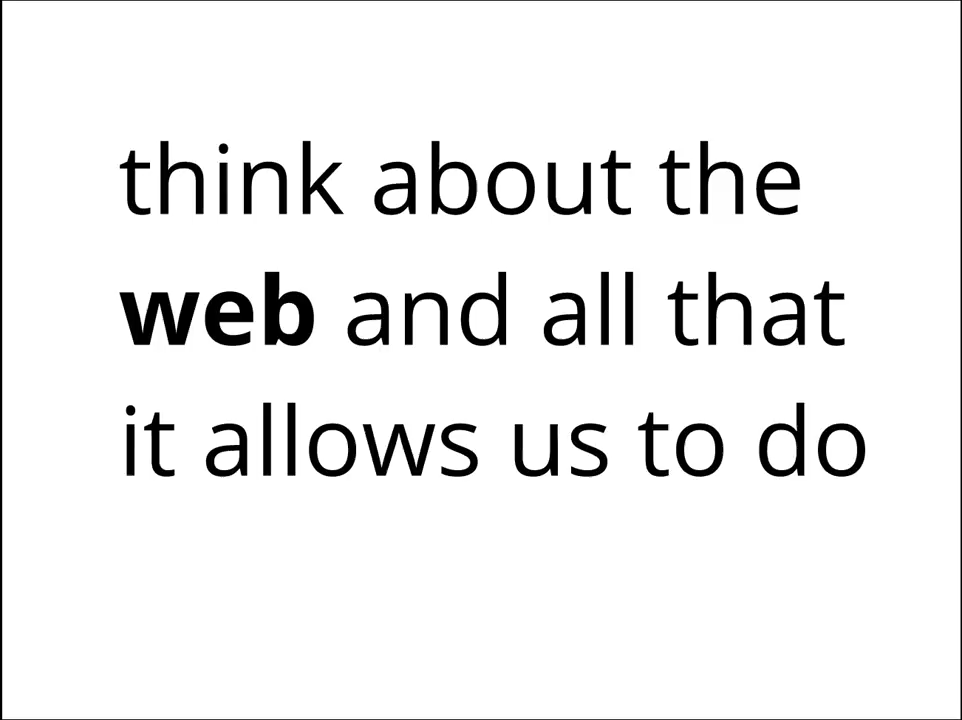 think about the
web and all that
it allows us to do